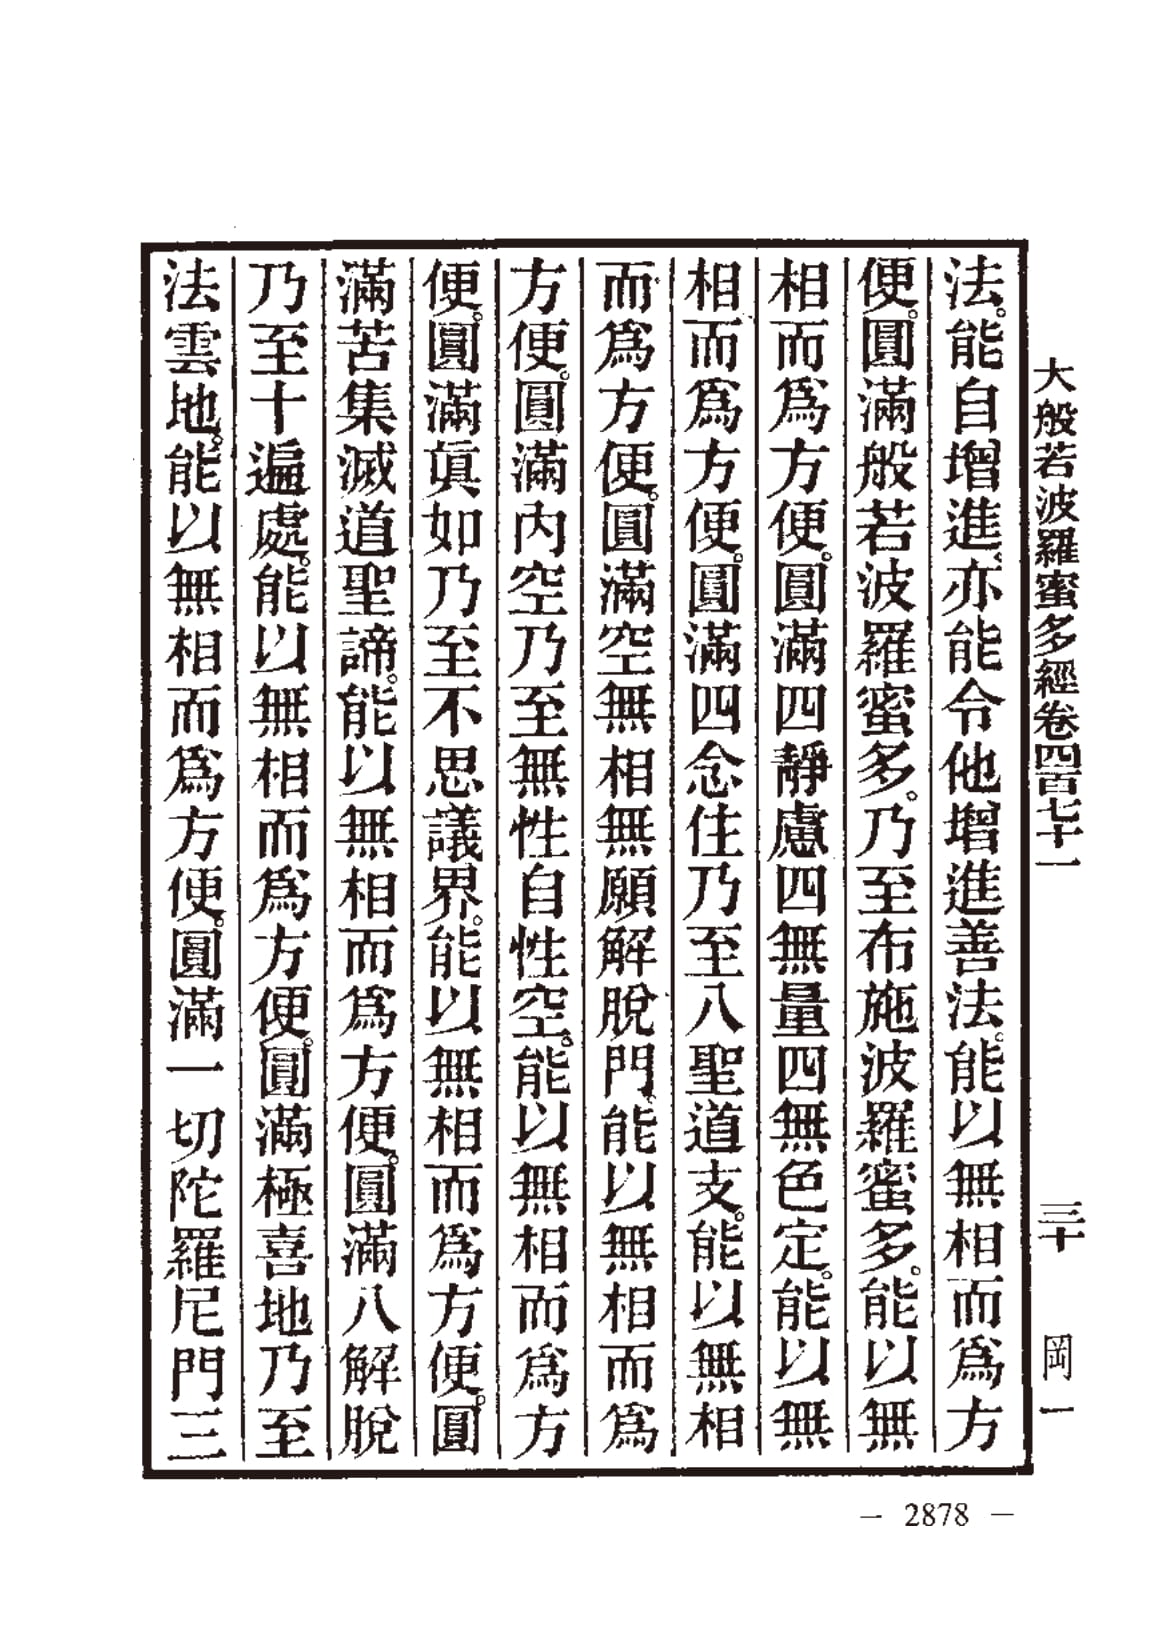 大般若波羅蜜多經卷四百七十一 三十 岡一
法。能自增進、亦能令他增進善法。能以無相而爲方
便。圓滿般若波羅蜜多。乃至布施波羅蜜多。能以無
相而爲方便。圓滿四靜慮四無量四無色定。能以無
相而爲方便。圓滿四念住乃至八聖道支。能以無相
而爲方便。圓滿空無相無願解脫門。能以無相而爲
方便。圓滿內空乃至無性自性空。能以無相而爲方
便。圓滿眞如乃至不思議界。能以無相而爲方便。圓
滿苦集滅道聖諦。能以無相而爲方便。圓滿八解脫
乃至十遍處。能以無相而爲方便。圓滿極喜地乃至
法雲地。能以無相而爲方便。圓滿一切陀羅尼門三
— 2878 —